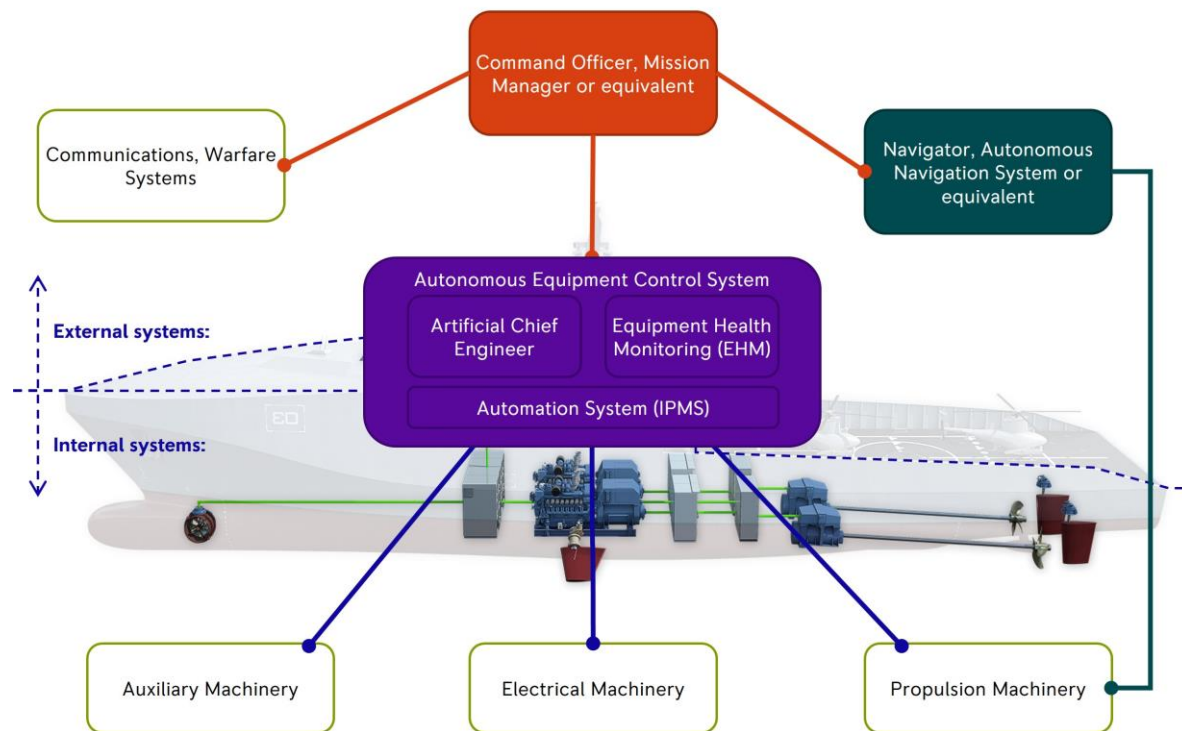 Command Officer, Mission
Manager or equivalent
Communications, Warfare
Systems
Navigator, Autonomous
Navigation System or
equivalent
Autonomous Equipment Control System
Artificial Chief
Engineer
Equipment Health
Monitoring (EHM)
Automation System (IPMS)
External systems:
Internal systems:
Auxiliary Machinery
Electrical Machinery
Propulsion Machinery